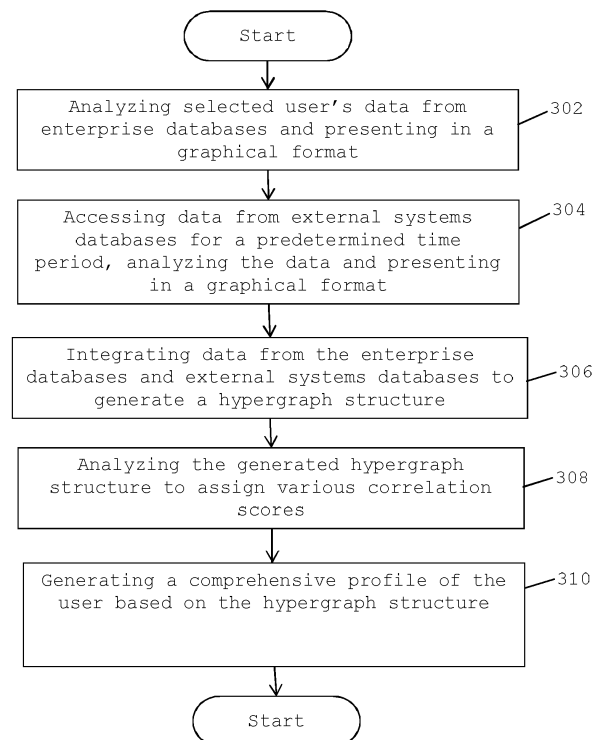 Start
Analyzing selected user's data from
enterprise databases and presenting in a
graphical format
302
Accessing data from external systems
databases for a predetermined time
period, analyzing the data and presenting
in a graphical format
304
Integrating data from the enterprise
databases and external systems databases to
generate a hypergraph structure
306
Analyzing the generated hypergraph
structure to assign various correlation
scores
308
Generating a comprehensive profile of the
user based on the hypergraph structure
310
Start